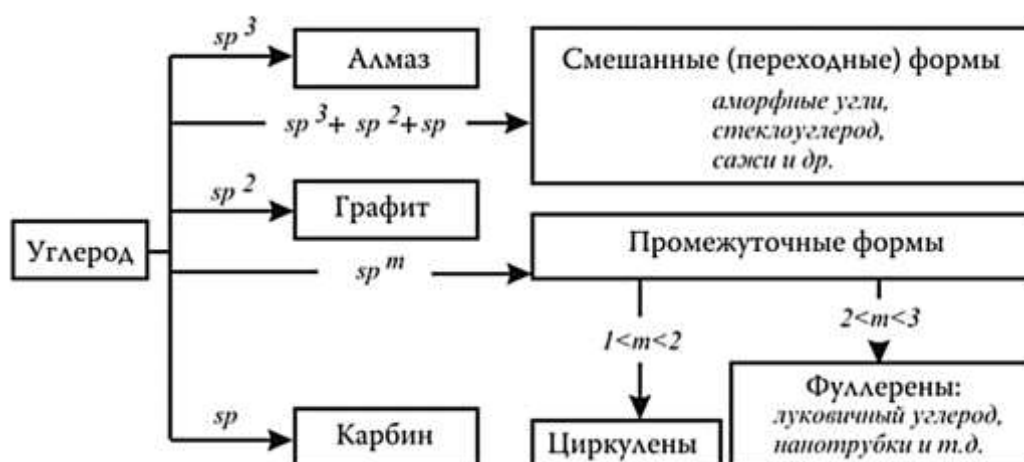 sp³
Алмаз
Смешанные (переходные) формы
аморфные угли,
стеклоуглерод,
сажи и др.
sp³+ sp²+sp
sp²
Графит
Углерод
Промежуточные формы
spᵐ
1<m<2
2<m<3
sp
Карбин
Циркулены
Фуллерены:
луковичный углерод,
нанотрубки и т.д.